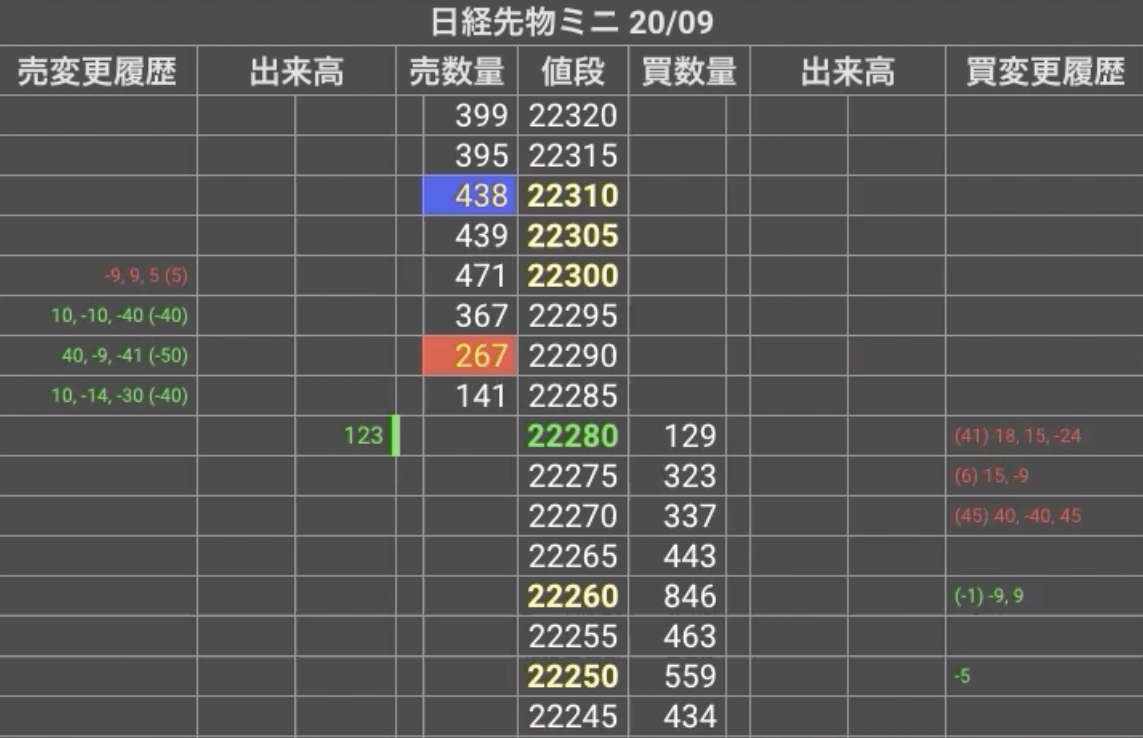 日経先物ミニ 20/09
売変更履歴 出来高 売数量 値段 買数量 出来高 買変更履歴
399 22320
395 22315
438 22310
439 22305
-9, 9, 5 (5) 471 22300
10, -10, -40 (-40) 367 22295
40, -9, -41 (-50) 267 22290
10, -14, -30 (-40) 141 22285
123 22280 129 (41) 18, 15, -24
22275 323 (6) 15, -9
22270 337 (45) 40, -40, 45
22265 443
22260 846 (-1) -9, 9
22255 463
22250 559 -5
22245 434